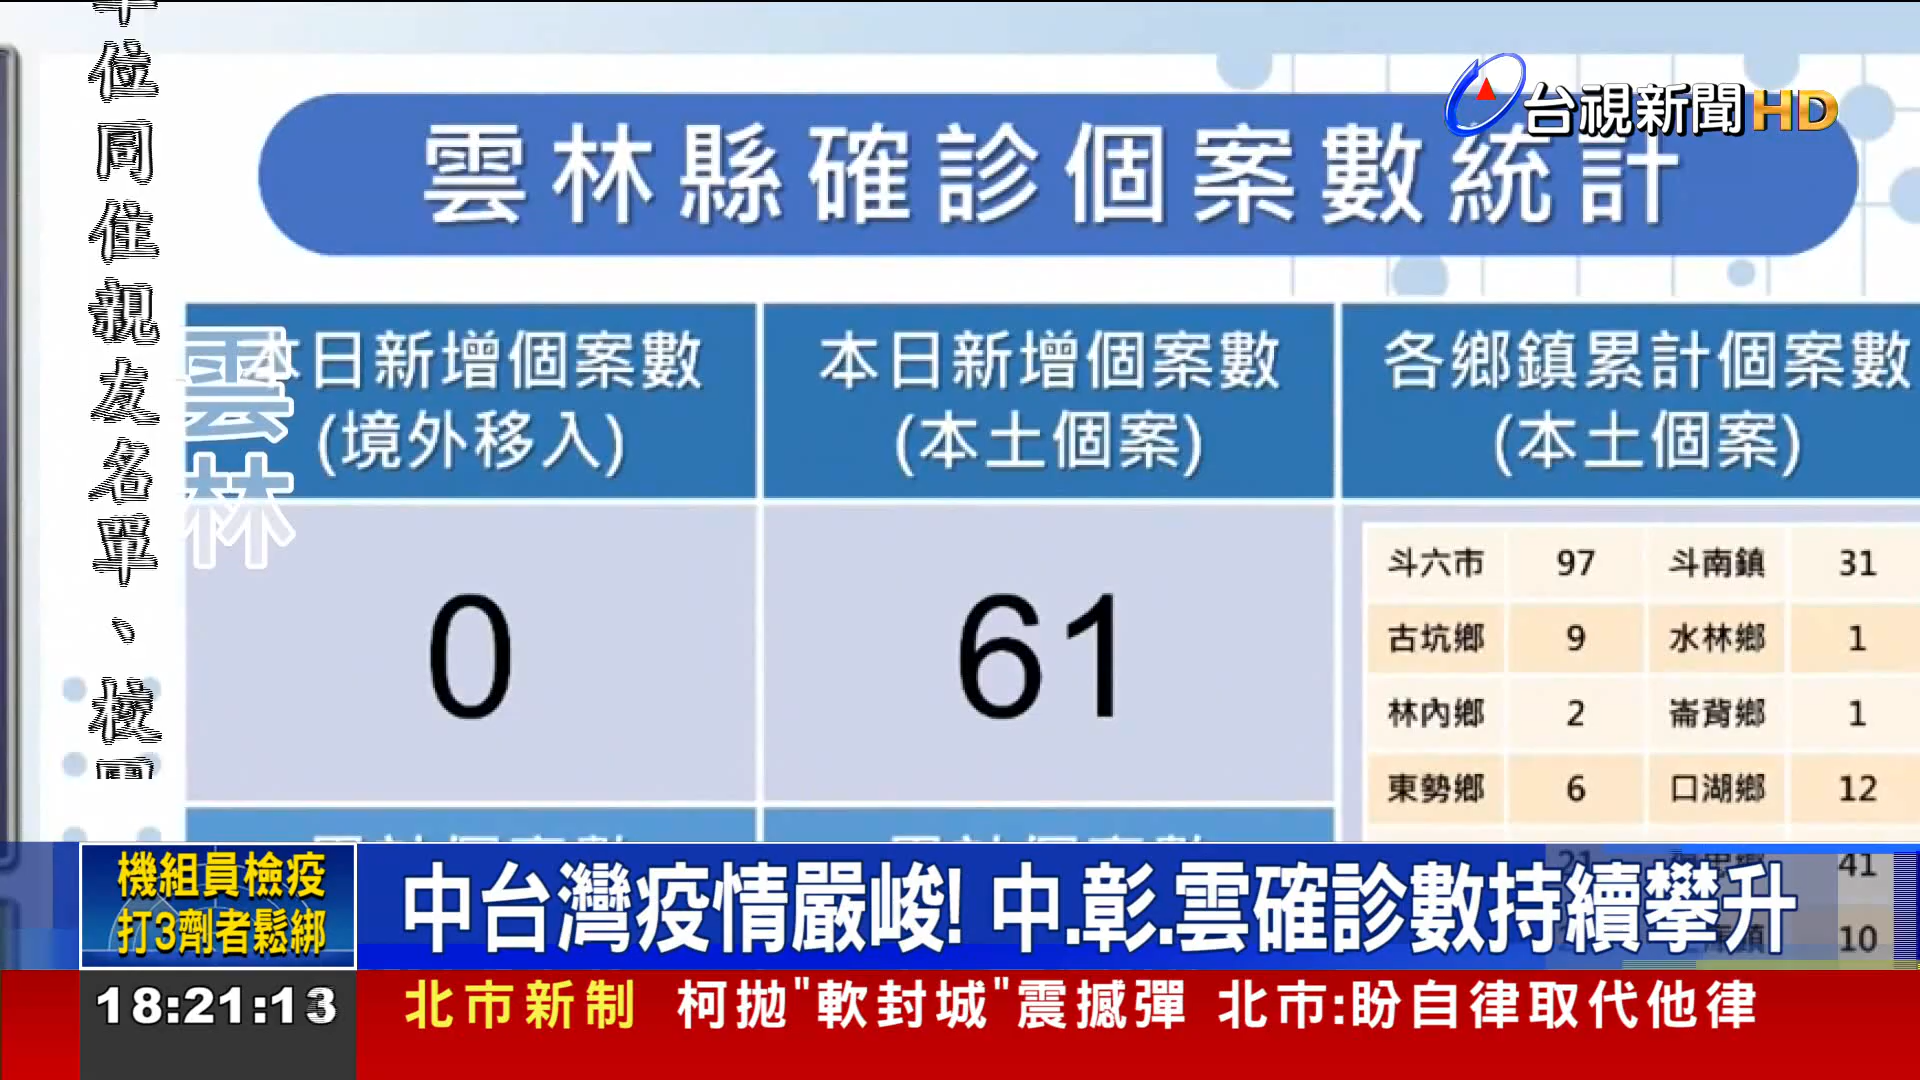 台視新聞HD
位同住親友名單、校
雲林縣確診個案數統計
雲林
本日新增個案數
(境外移入)
本日新增個案數
(本土個案)
各鄉鎮累計個案數
(本土個案)
0
61
斗六市 97 斗南鎮 31
古坑鄉 9 水林鄉 1
林內鄉 2 崙背鄉 1
東勢鄉 6 口湖鄉 12
41
10
機組員檢疫
打3劑者鬆綁
中台灣疫情嚴峻! 中.彰.雲確診數持續攀升
18:21:13
北市新制 柯拋"軟封城"震撼彈 北市:盼自律取代他律